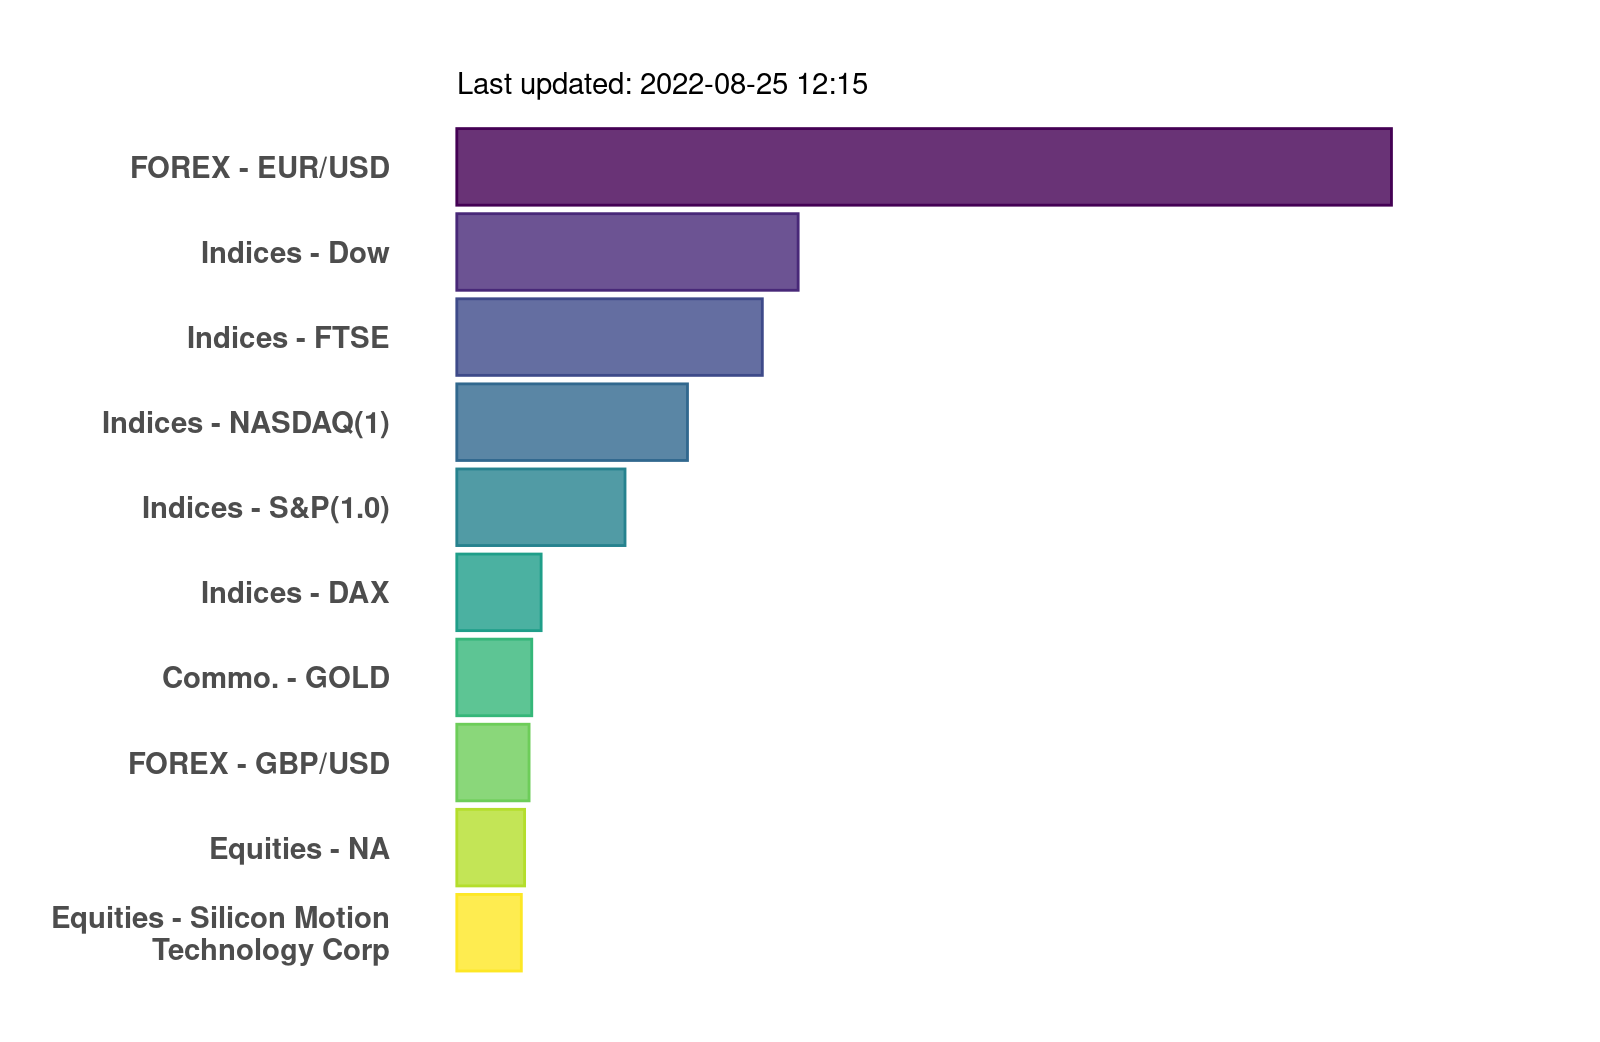 Last updated: 2022-08-25 12:15
FOREX - EUR/USD
Indices - Dow
Indices - FTSE
Indices - NASDAQ(1)
Indices - S&P(1.0)
Indices - DAX
Commo. - GOLD
FOREX - GBP/USD
Equities - NA
Equities - Silicon Motion
Technology Corp